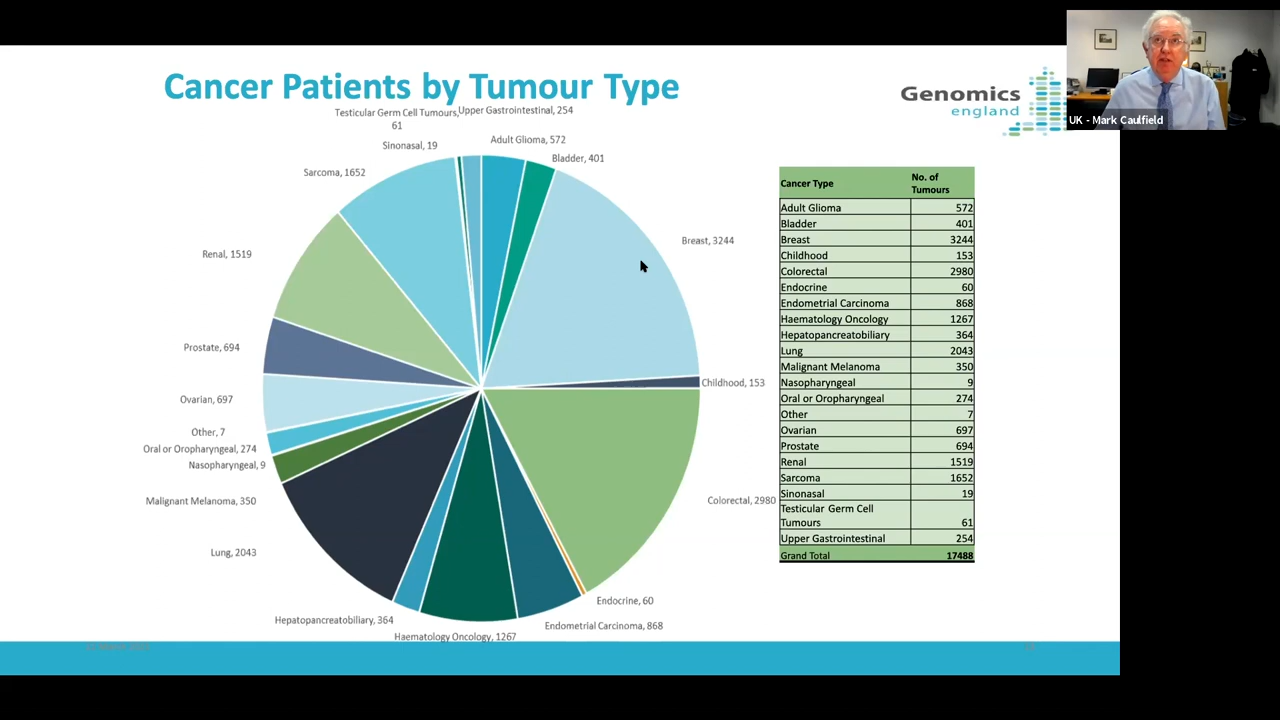 Cancer Patients by Tumour Type
Genomics
england
UK - Mark Caulfield
Testicular Germ Cell Tumours,
61
Upper Gastrointestinal, 254
Sinonasal, 19
Adult Glioma, 572
Bladder, 401
Sarcoma, 1652
Breast, 3244
Renal, 1519
Prostate, 694
Childhood, 153
Ovarian, 697
Other, 7
Oral or Oropharyngeal, 274
Nasopharyngeal, 9
Malignant Melanoma, 350
Colorectal, 2980
Lung, 2043
Endocrine, 60
Hepatopancreatobiliary, 364
Endometrial Carcinoma, 868
Haematology Oncology, 1267
Cancer Type No. of
Tumours
Adult Glioma 572
Bladder 401
Breast 3244
Childhood 153
Colorectal 2980
Endocrine 60
Endometrial Carcinoma 868
Haematology Oncology 1267
Hepatopancreatobiliary 364
Lung 2043
Malignant Melanoma 350
Nasopharyngeal 9
Oral or Oropharyngeal 274
Other 7
Ovarian 697
Prostate 694
Renal 1519
Sarcoma 1652
Sinonasal 19
Testicular Germ Cell
Tumours 61
Upper Gastrointestinal 254
Grand Total 17488